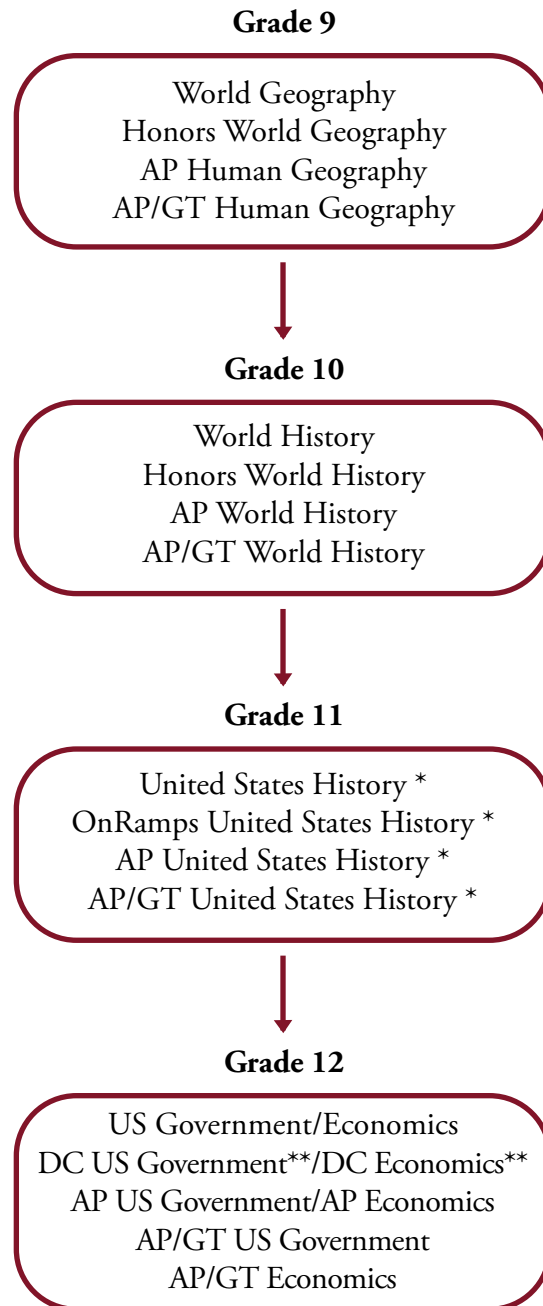 Grade 9
World Geography
Honors World Geography
AP Human Geography
AP/GT Human Geography
Grade 10
World History
Honors World History
AP World History
AP/GT World History
Grade 11
United States History *
OnRamps United States History *
AP United States History *
AP/GT United States History *
Grade 12
US Government/Economics
DC US Government**/DC Economics**
AP US Government/AP Economics
AP/GT US Government
AP/GT Economics